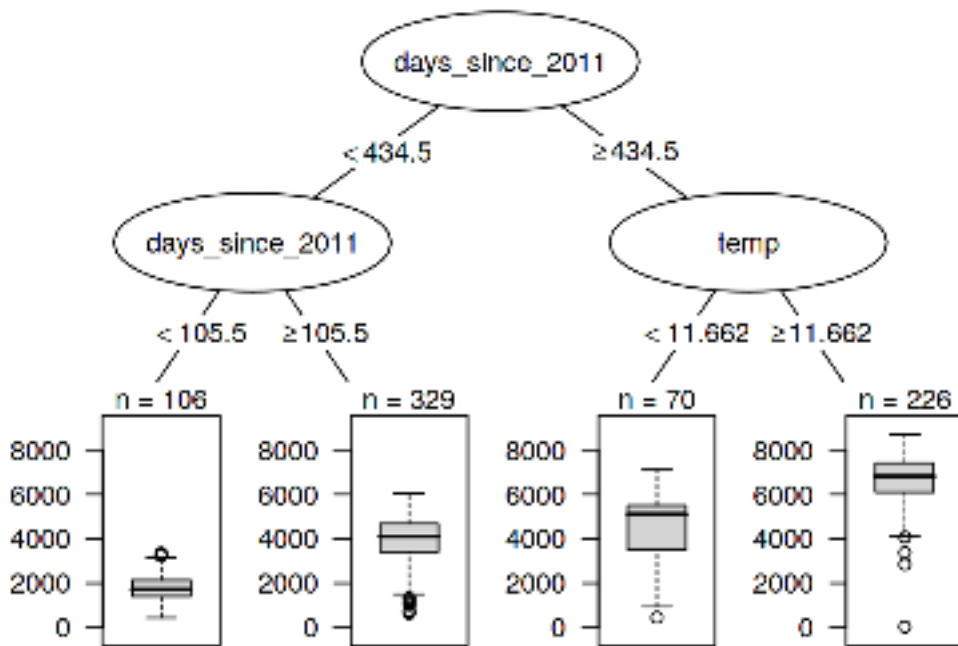 days_since_2011
<434.5 ≥434.5
days_since_2011 temp
<105.5 ≥105.5 <11.662 ≥11.662
n = 106 n = 329 n = 70 n = 226
8000 8000 8000 8000
6000 6000 6000 6000
4000 4000 4000 4000
2000 2000 2000 2000
0 0 0 0